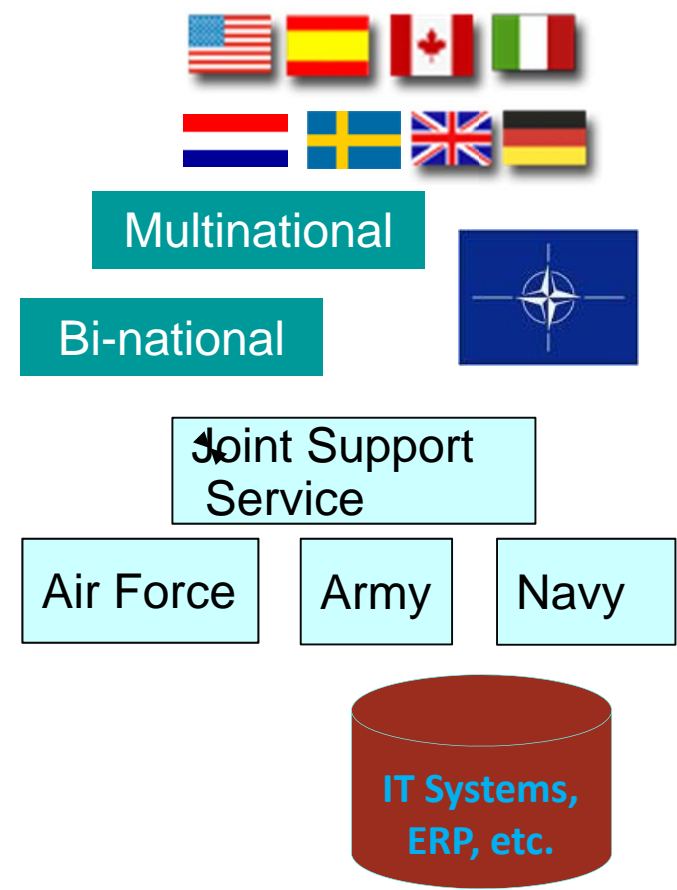 Multinational
Bi-national
Joint Support
Service
Air Force
Army
Navy
IT Systems,
ERP, etc.